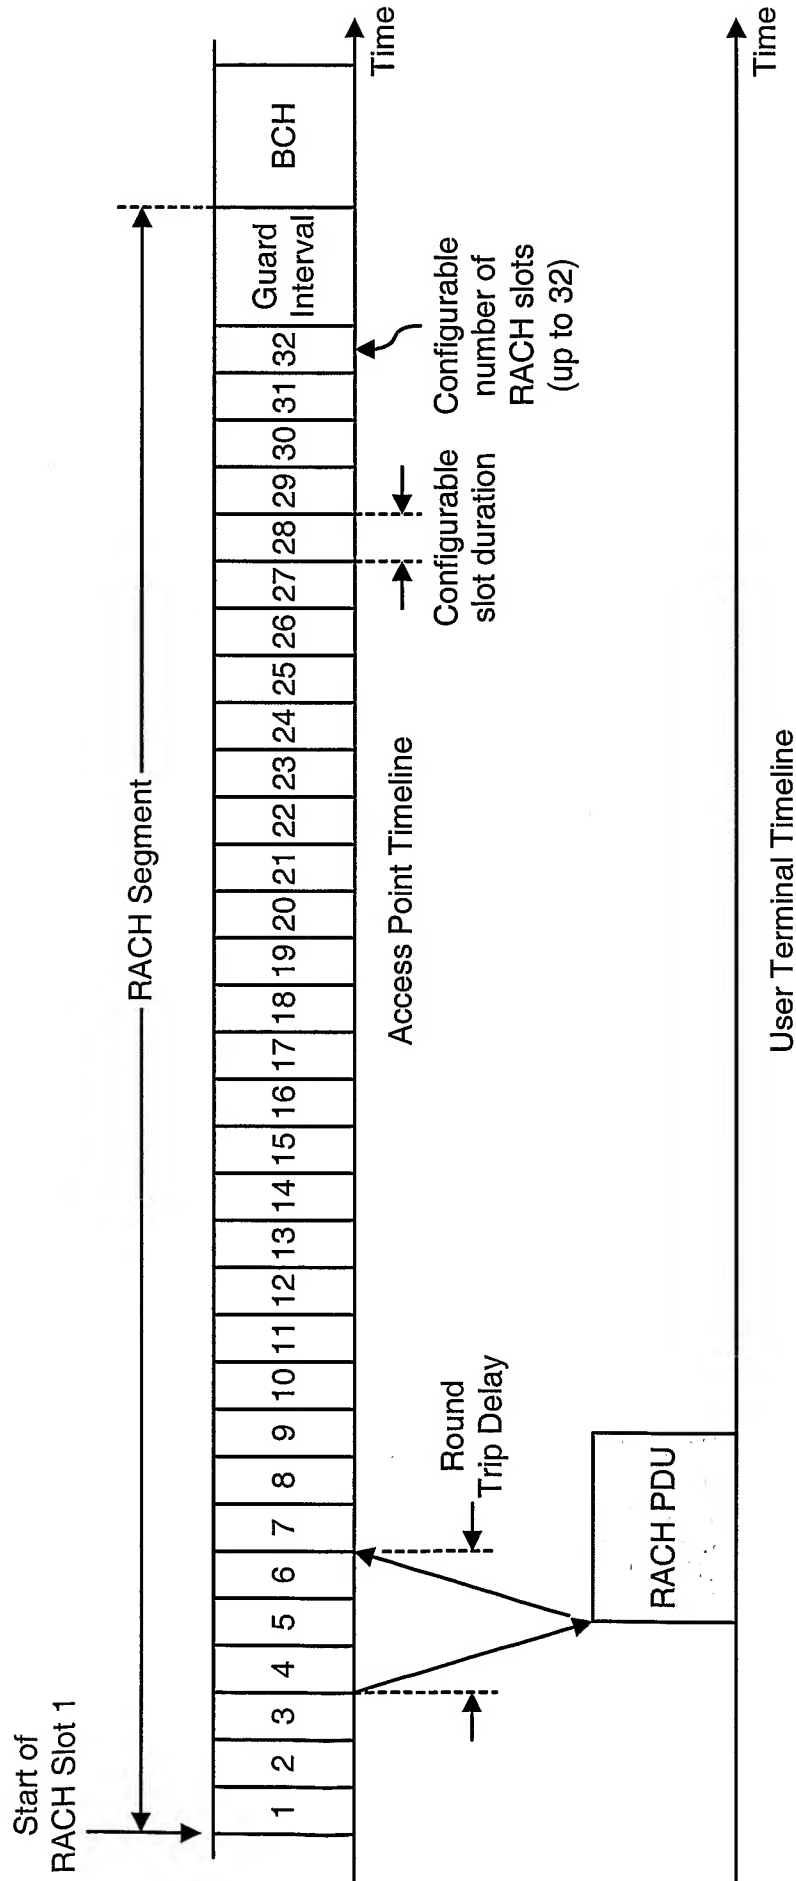 Start of
RACH Slot 1
RACH Segment
1 2 3 4 5 6 7 8 9 10 11 12 13 14 15 16 17 18 19 20 21 22 23 24 25 26 27 28 29 30 31 32
Guard
Interval
BCH
Time
Round
Trip Delay
Access Point Timeline
Configurable
slot duration
Configurable
number of
RACH slots
(up to 32)
RACH PDU
Time
User Terminal Timeline